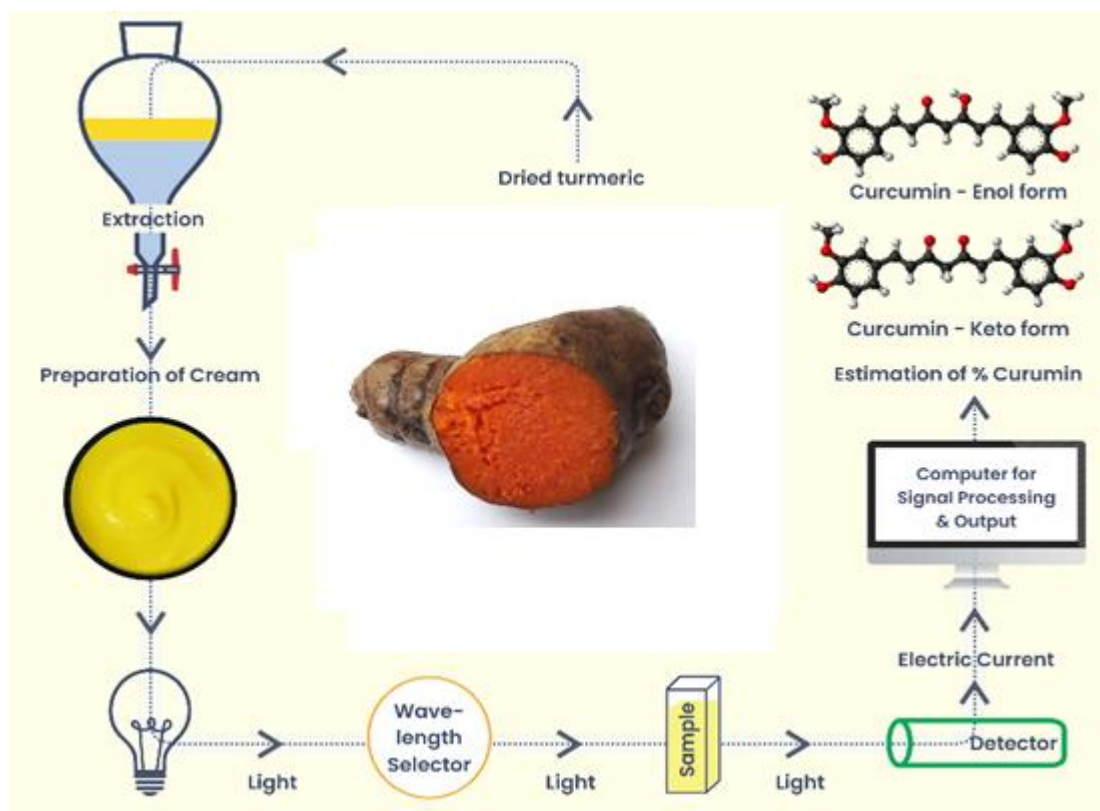 Dried turmeric
Extraction
Preparation of Cream
Light
Wave-
length
Selector
Light
Sample
Light
Detector
Electric Current
Computer for
Signal Processing
& Output
Estimation of % Curumin
Curcumin - Enol form
Curcumin - Keto form